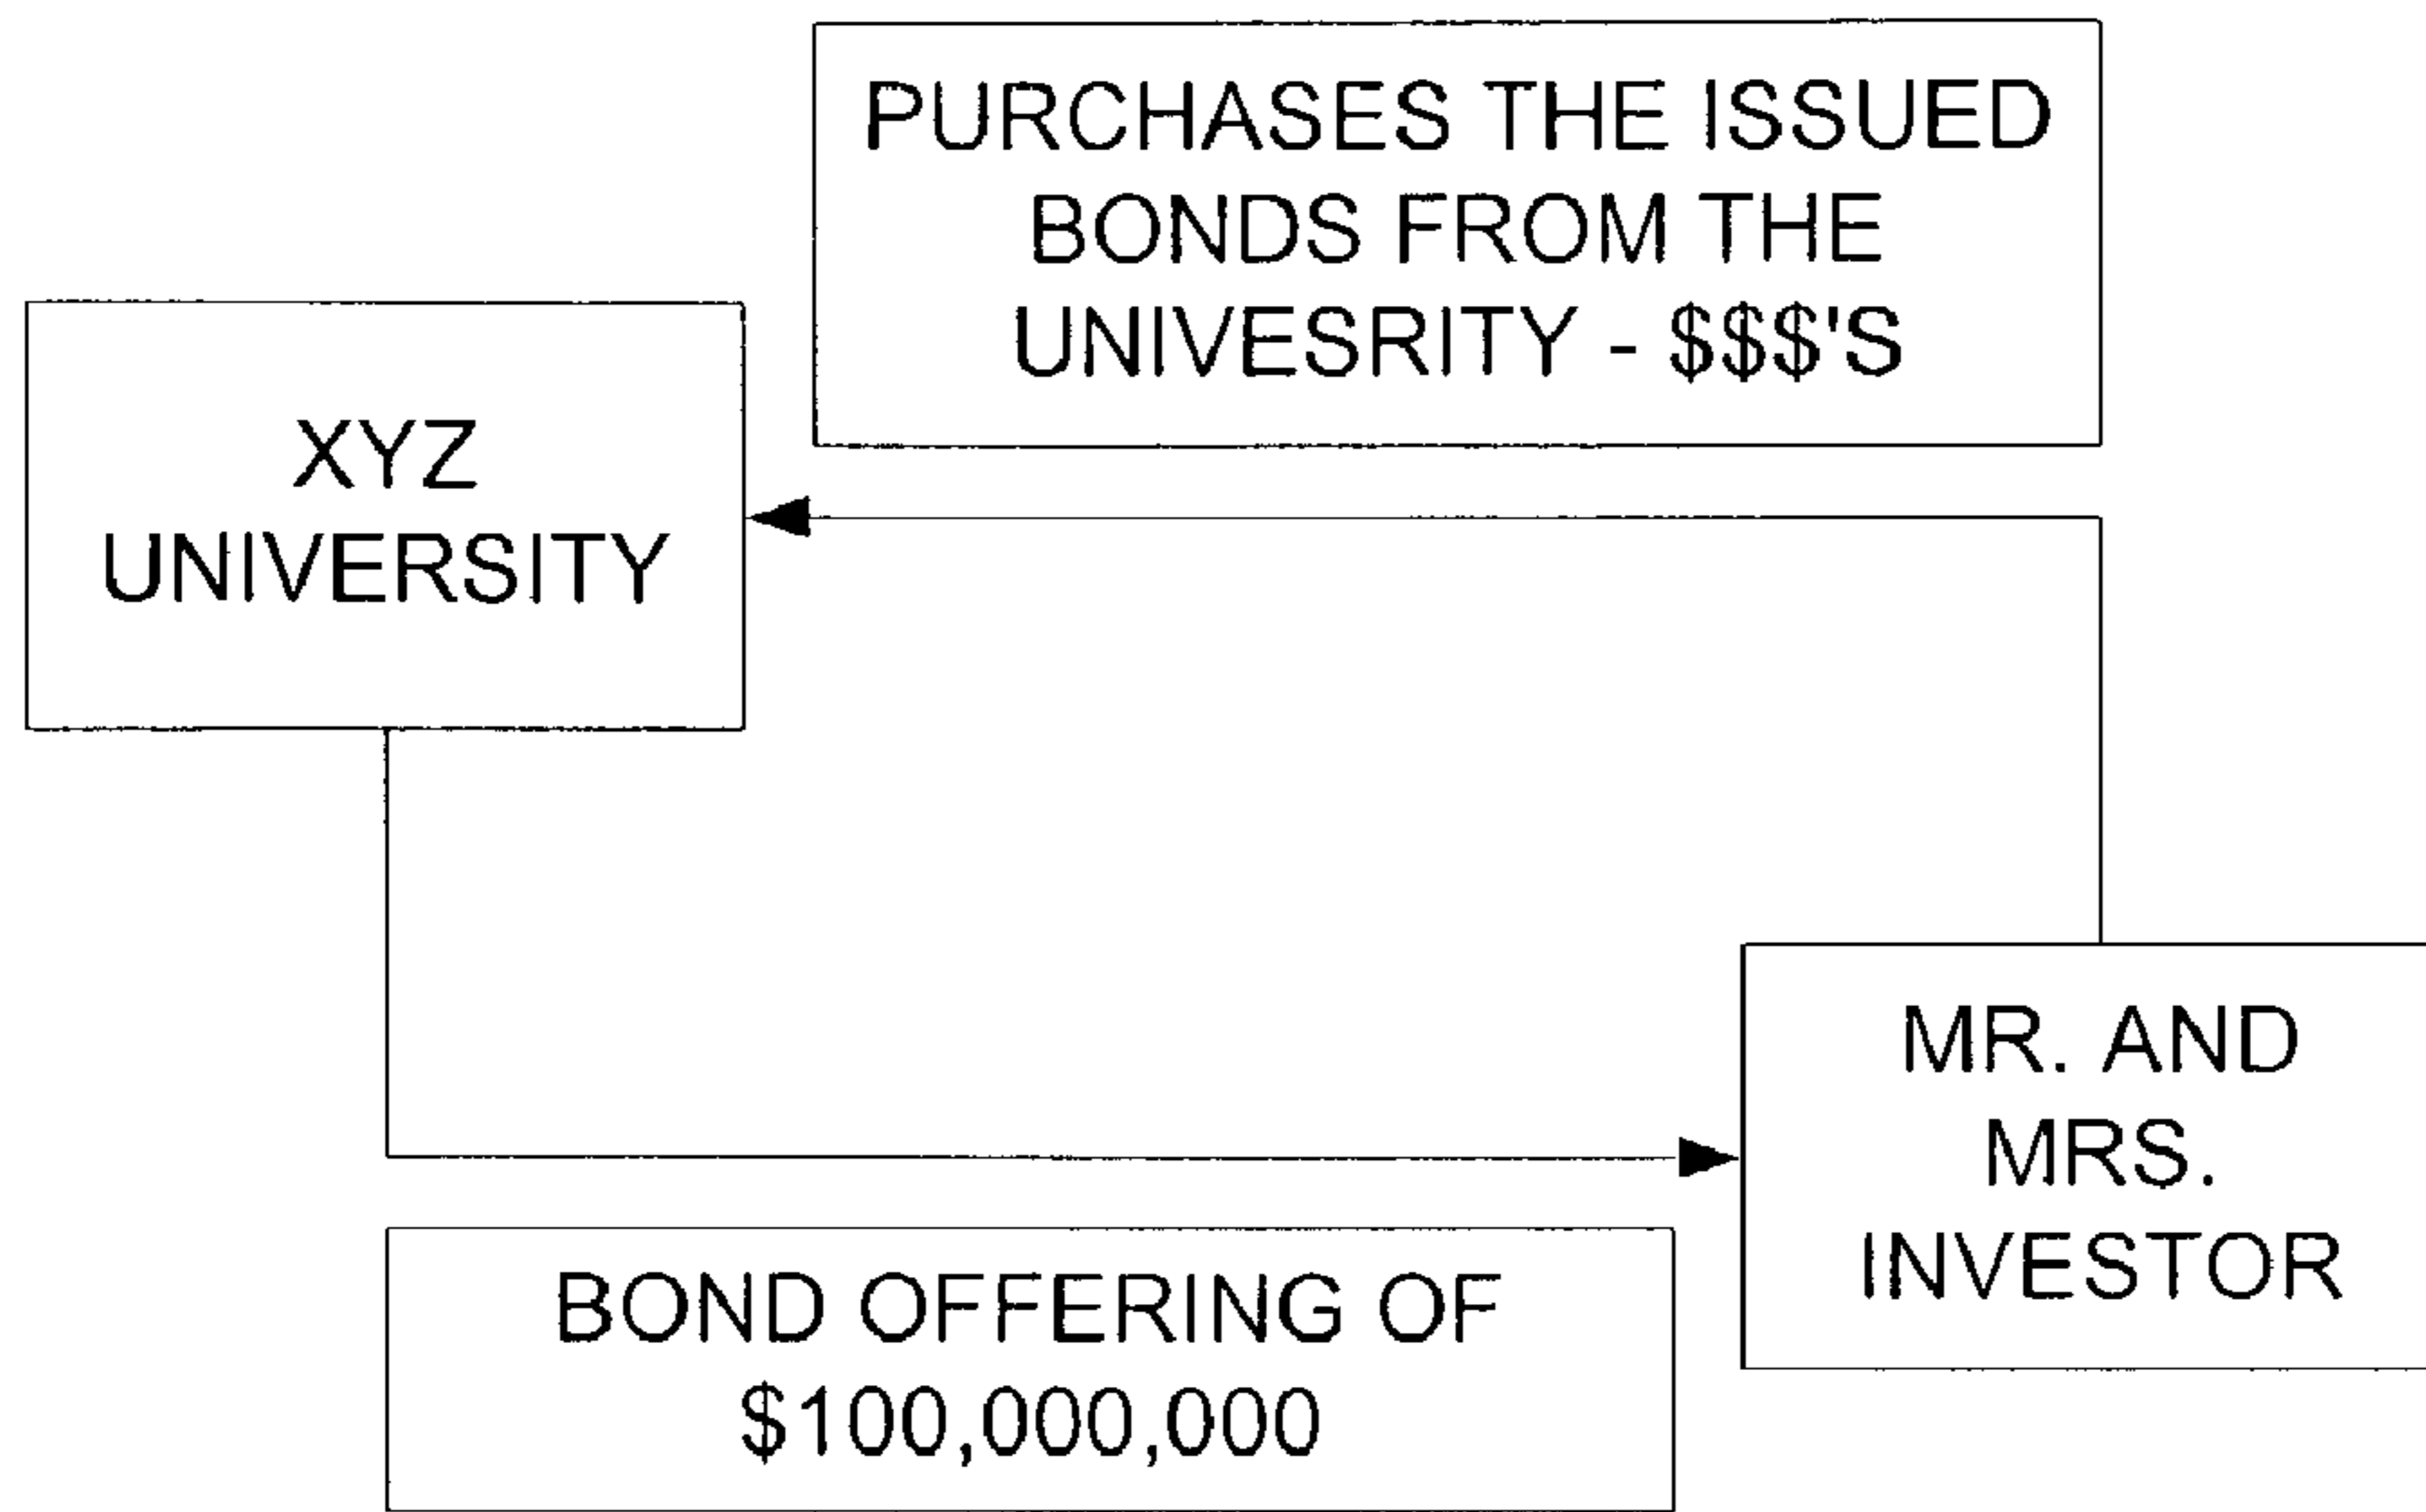 PURCHASES THE ISSUED
BONDS FROM THE
UNIVESRITY - $$$'S
XYZ
UNIVERSITY
MR. AND
MRS.
INVESTOR
BOND OFFERING OF
$100,000,000